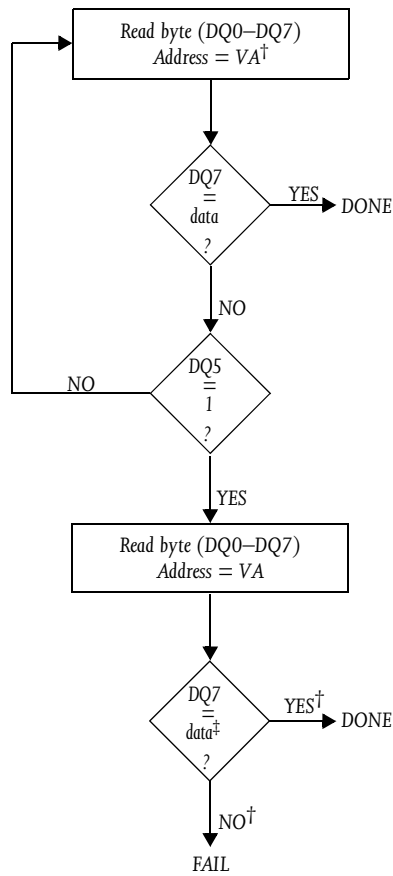 Read byte (DQ0–DQ7)
Address = VA†
DQ7
=
data
?
YES
DONE
NO
DQ5
=
1
?
NO
YES
Read byte (DQ0–DQ7)
Address = VA
DQ7
=
data‡
?
YES†
DONE
NO†
FAIL